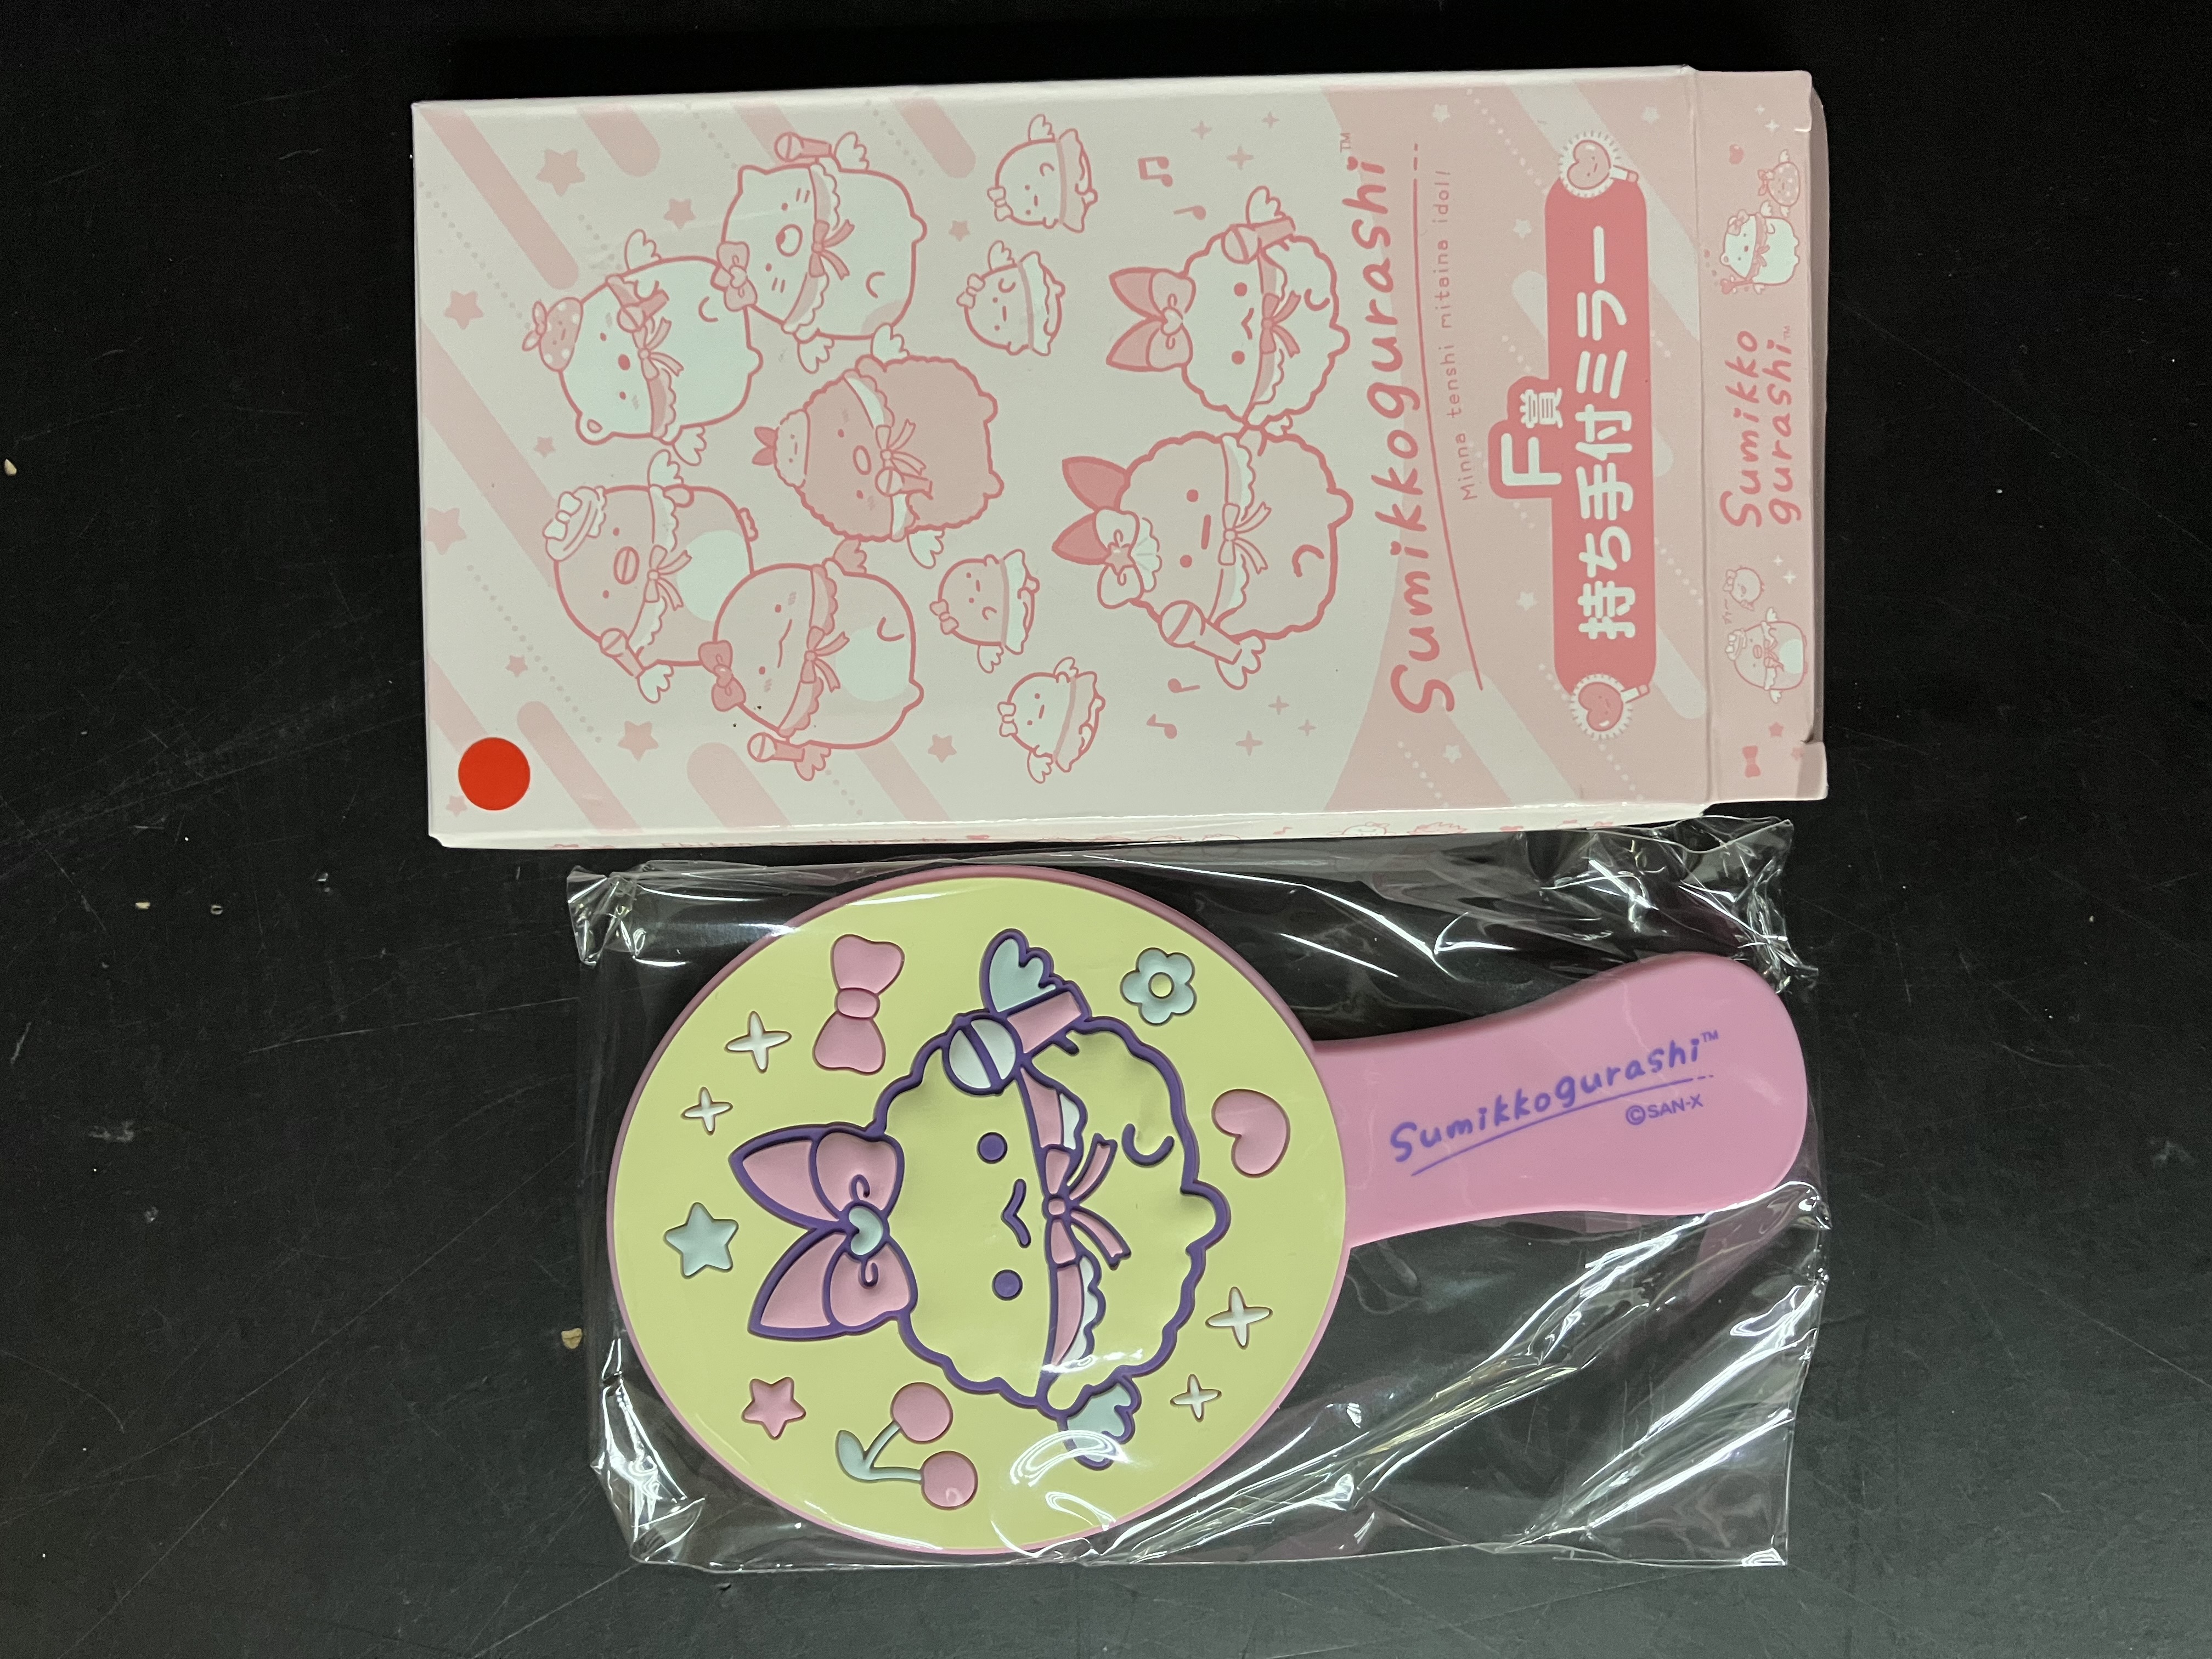 Sumikkogurashi™
Minna tenshi mitaina idol!
F賞
持ち手付ミラー
Sumikko
gurashi™
Sumikkogurashi™
©SAN-X